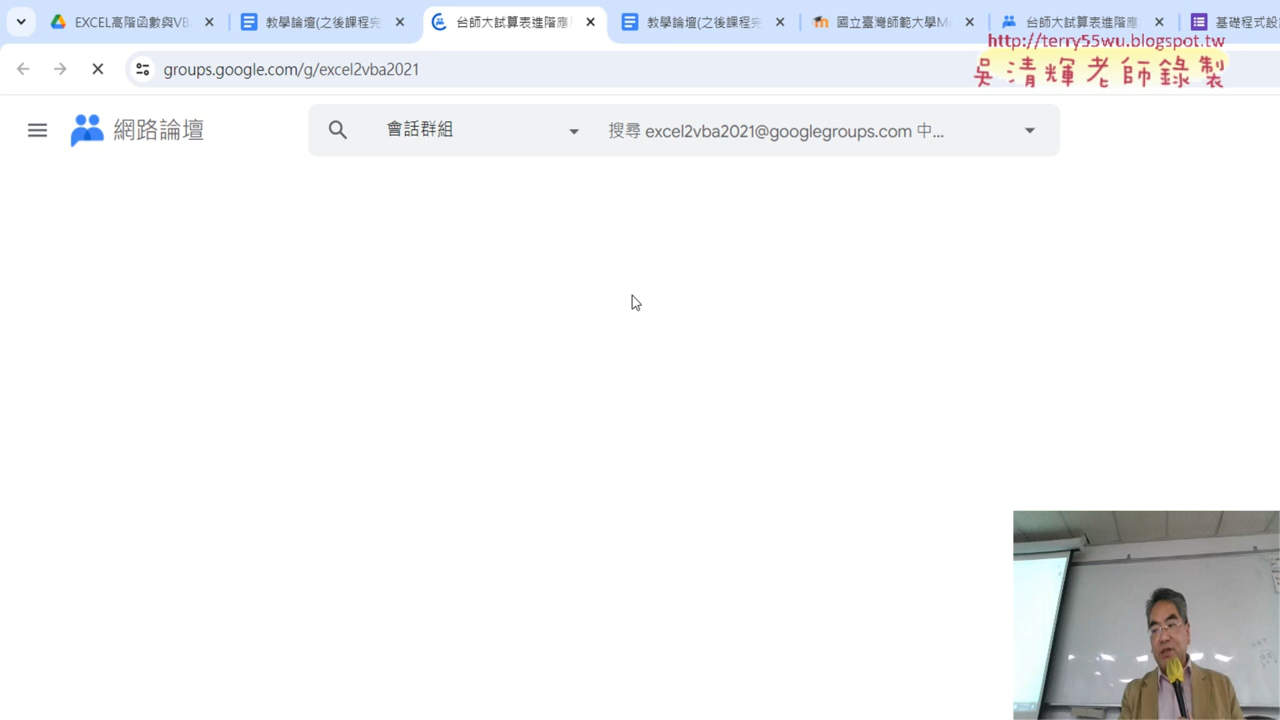 EXCEL高階函數與VB
教學論壇(之後課程完
台師大試算表進階應
教學論壇(之後課程完
國立臺灣師範大學Mo
台師大試算表進階應
基礎程式設
http://terry55wu.blogspot.tw
吳清輝老師錄製
groups.google.com/g/excel2vba2021
網路論壇
會話群組
搜尋 excel2vba2021@googlegroups.com 中...